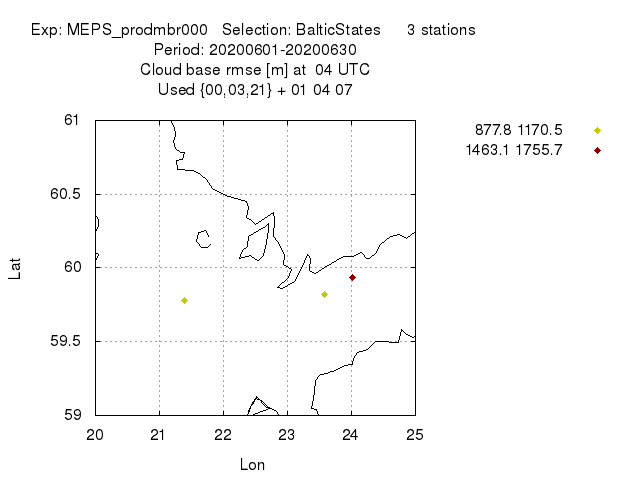 Exp: MEPS_prodmbr000 Selection: BalticStates 3 stations
Period: 20200601-20200630
Cloud base rmse [m] at 04 UTC
Used {00,03,21} + 01 04 07
877.8 1170.5
1463.1 1755.7
61
60.5
60
59.5
59
Lat
20 21 22 23 24 25
Lon